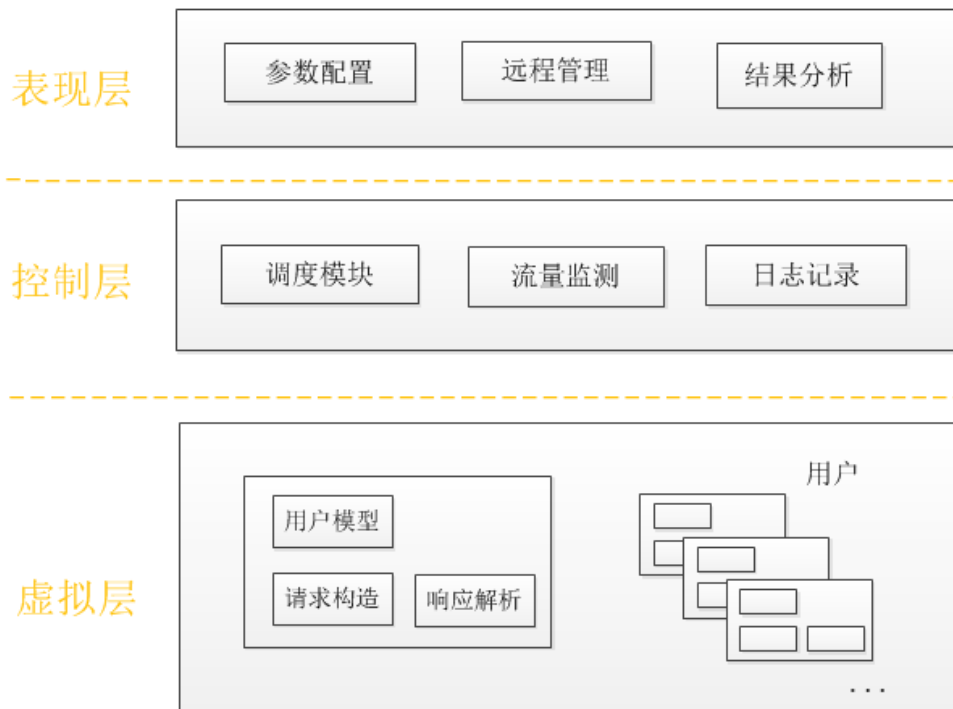 表现层
参数配置
远程管理
结果分析
控制层
调度模块
流量监测
日志记录
虚拟层
用户模型
请求构造
响应解析
用户
...